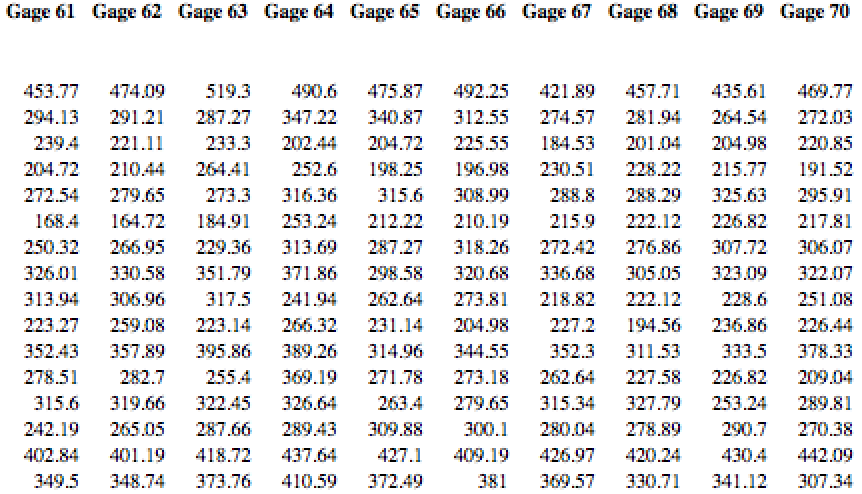 Gage 61 Gage 62 Gage 63 Gage 64 Gage 65 Gage 66 Gage 67 Gage 68 Gage 69 Gage 70
453.77 474.09 519.3 490.6 475.87 492.25 421.89 457.71 435.61 469.77
294.13 291.21 287.27 347.22 340.87 312.55 274.57 281.94 264.54 272.03
239.4 221.11 233.3 202.44 204.72 225.55 184.53 201.04 204.98 220.85
204.72 210.44 264.41 252.6 198.25 196.98 230.51 228.22 215.77 191.52
272.54 279.65 273.3 316.36 315.6 308.99 288.8 288.29 325.63 295.91
168.4 164.72 184.91 253.24 212.22 210.19 215.9 222.12 226.82 217.81
250.32 266.95 229.36 313.69 287.27 318.26 272.42 276.86 307.72 306.07
326.01 330.58 351.79 371.86 298.58 320.68 336.68 305.05 323.09 322.07
313.94 306.96 317.5 241.94 262.64 273.81 218.82 222.12 228.6 251.08
223.27 259.08 223.14 266.32 231.14 204.98 227.2 194.56 236.86 226.44
352.43 357.89 395.86 389.26 314.96 344.55 352.3 311.53 333.5 378.33
278.51 282.7 255.4 369.19 271.78 273.18 262.64 227.58 226.82 209.04
315.6 319.66 322.45 326.64 263.4 279.65 315.34 327.79 253.24 289.81
242.19 265.05 287.66 289.43 309.88 300.1 280.04 278.89 290.7 270.38
402.84 401.19 418.72 437.64 427.1 409.19 426.97 420.24 430.4 442.09
349.5 348.74 373.76 410.59 372.49 381 369.57 330.71 341.12 307.34